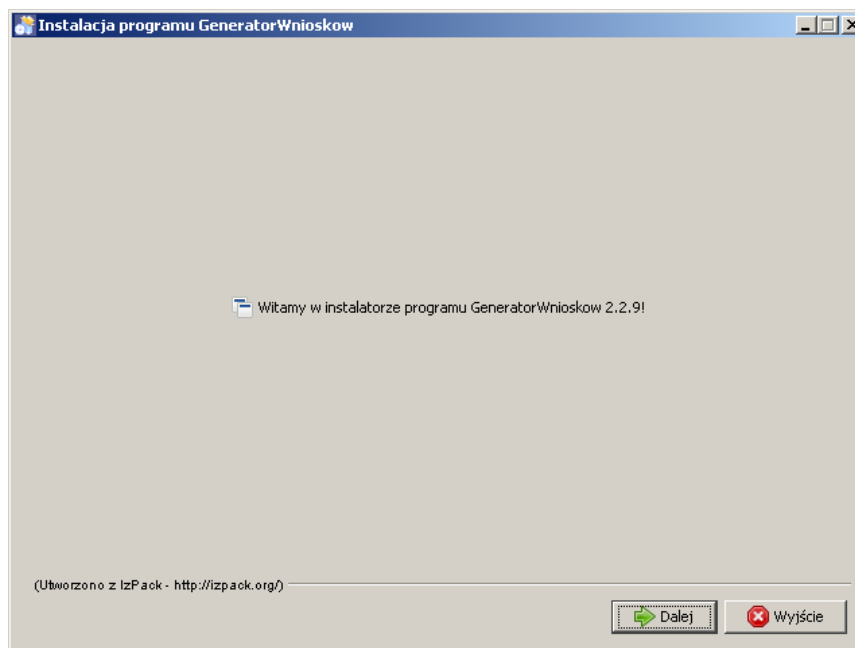 Instalacja programu GeneratorWnioskow
Witamy w instalatorze programu GeneratorWnioskow 2.2.9!
(Utworzono z IzPack - http://izpack.org/)
Dalej
Wyjście